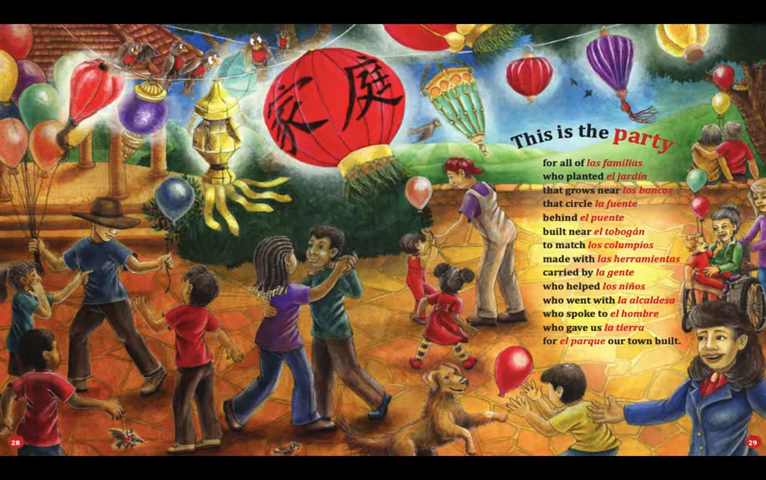 家庭
This is the party
for all of las familias
who planted el jardín
that grows near los bancos
that circle la fuente
behind el puente
built near el tobogán
to match los columpios
made with las herramientas
carried by la gente
who helped los niños
who went with la alcaldesa
who spoke to el hombre
who gave us la tierra
for el parque our town built.
28
29